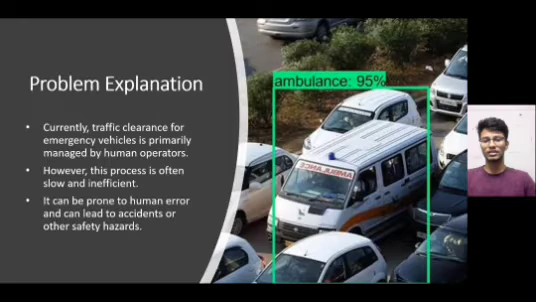 Problem Explanation
• Currently, traffic clearance for
emergency vehicles is primarily
managed by human operators.
• However, this process is often
slow and inefficient.
• It can be prone to human error
and can lead to accidents or
other safety hazards.
ambulance: 95%
AMBULANCE